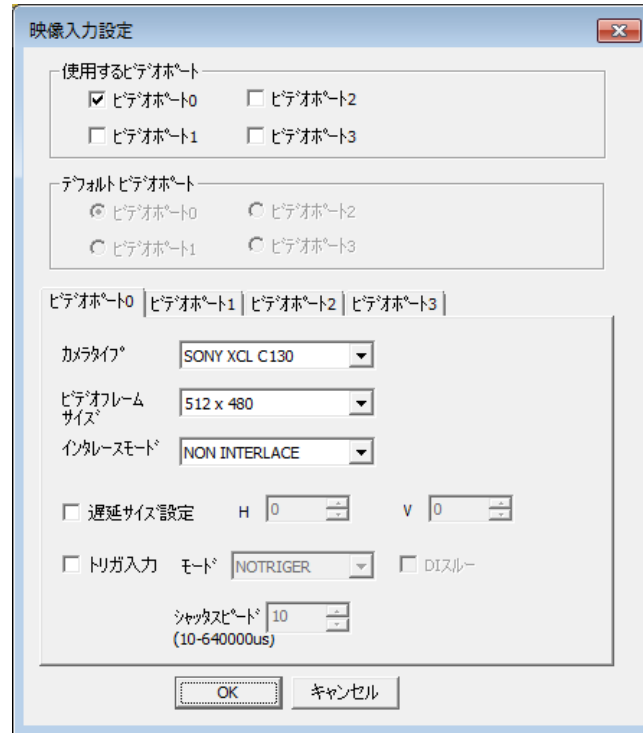 映像入力設定
使用するﾋﾞﾃﾞｵﾎﾟｰﾄ
ﾋﾞﾃﾞｵﾎﾟｰﾄ0 ﾋﾞﾃﾞｵﾎﾟｰﾄ2
ﾋﾞﾃﾞｵﾎﾟｰﾄ1 ﾋﾞﾃﾞｵﾎﾟｰﾄ3
ﾃﾞﾌｫﾙﾄ ﾋﾞﾃﾞｵﾎﾟｰﾄ
ﾋﾞﾃﾞｵﾎﾟｰﾄ0 ﾋﾞﾃﾞｵﾎﾟｰﾄ2
ﾋﾞﾃﾞｵﾎﾟｰﾄ1 ﾋﾞﾃﾞｵﾎﾟｰﾄ3
ﾋﾞﾃﾞｵﾎﾟｰﾄ0 ﾋﾞﾃﾞｵﾎﾟｰﾄ1 ﾋﾞﾃﾞｵﾎﾟｰﾄ2 ﾋﾞﾃﾞｵﾎﾟｰﾄ3
ｶﾒﾗﾀｲﾌﾟ SONY XCL C130
ﾋﾞﾃﾞｵﾌﾚｰﾑ
ｻｲｽﾞ 512 x 480
ｲﾝﾀﾚｰｽﾓｰﾄﾞ NON INTERLACE
遅延ｻｲｽﾞ設定 H 0 V 0
ﾄﾘｶﾞ入力 ﾓｰﾄﾞ NOTRIGER DIｽﾙｰ
ｼｬｯﾀｽﾋﾟｰﾄﾞ 10
(10-640000us)
OK ｷｬﾝｾﾙ